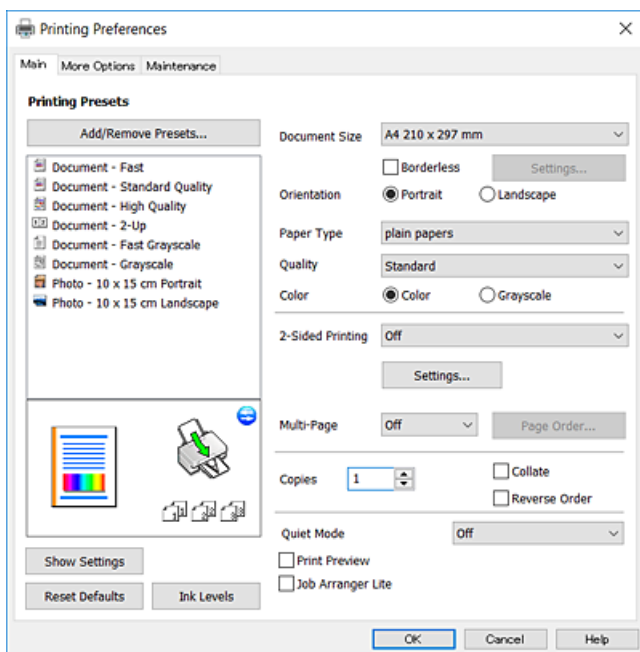 Printing Preferences
Main More Options Maintenance
Printing Presets
Add/Remove Presets...
Document - Fast
Document - Standard Quality
Document - High Quality
Document - 2-Up
Document - Fast Grayscale
Document - Grayscale
Photo - 10 x 15 cm Portrait
Photo - 10 x 15 cm Landscape
Show Settings
Reset Defaults Ink Levels
Document Size A4 210 x 297 mm
Borderless Settings...
Orientation Portrait Landscape
Paper Type plain papers
Quality Standard
Color Color Grayscale
2-Sided Printing Off
Settings...
Multi-Page Off Page Order...
Copies 1 Collate
Reverse Order
Quiet Mode Off
Print Preview
Job Arranger Lite
OK Cancel Help